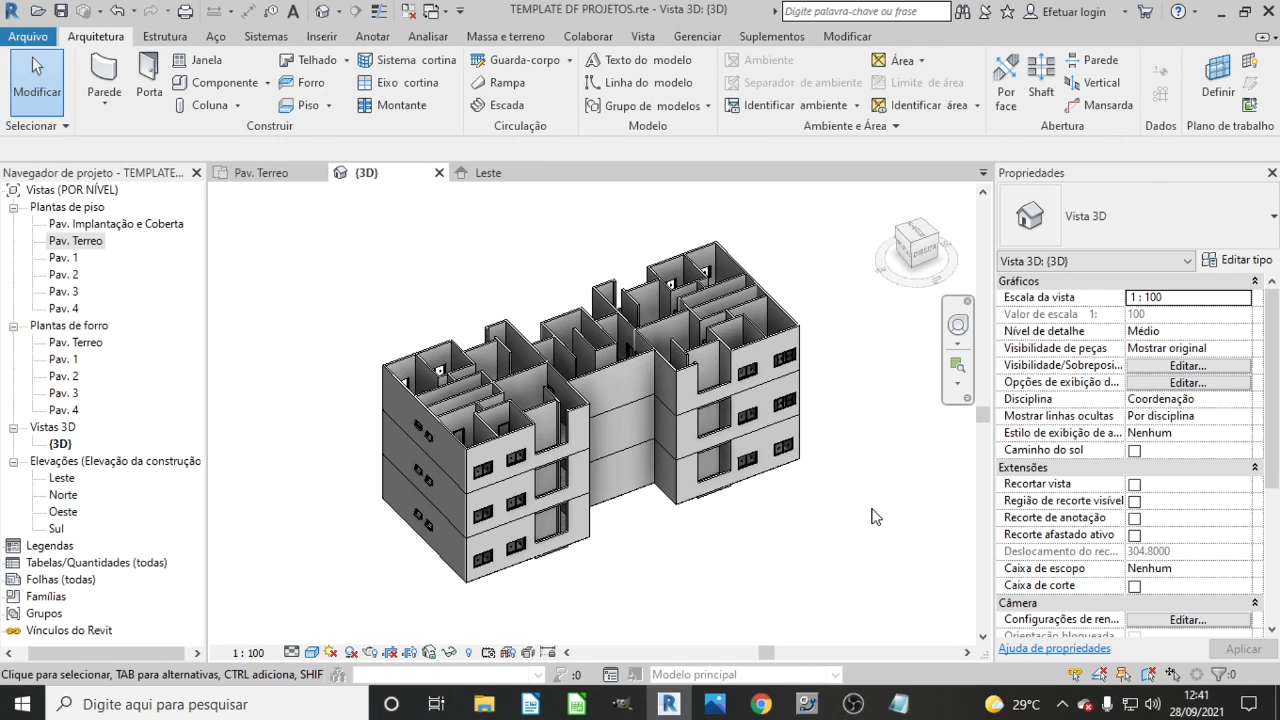 TEMPLATE DF PROJETOS.rte - Vista 3D: {3D}
Digite palavra-chave ou frase
Efetuar login
Arquivo Arquitetura Estrutura Aço Sistemas Inserir Anotar Analisar Massa e terreno Colaborar Vista Gerenciar Suplementos Modificar
Modificar
Parede
Porta
Janela
Componente
Coluna
Telhado
Forro
Piso
Sistema cortina
Eixo cortina
Montante
Guarda-corpo
Rampa
Escada
Texto do modelo
Linha do modelo
Grupo de modelos
Ambiente
Separador de ambiente
Identificar ambiente
Área
Limite de área
Identificar área
Por face
Shaft
Parede
Vertical
Mansarda
Definir
Selecionar Construir Circulação Modelo Ambiente e Área Abertura Dados Plano de trabalho
Navegador de projeto - TEMPLATE...
Vistas (POR NÍVEL)
Plantas de piso
Pav. Implantação e Coberta
Pav. Terreo
Pav. 1
Pav. 2
Pav. 3
Pav. 4
Plantas de forro
Pav. Terreo
Pav. 1
Pav. 2
Pav. 3
Pav. 4
Vistas 3D
{3D}
Elevações (Elevação da construção
Leste
Norte
Oeste
Sul
Legendas
Tabelas/Quantidades (todas)
Folhas (todas)
Famílias
Grupos
Vínculos do Revit
Pav. Terreo {3D} Leste
DIREITA
Propriedades
Vista 3D
Vista 3D: {3D} Editar tipo
Gráficos
Escala da vista 1 : 100
Valor de escala 1: 100
Nível de detalhe Médio
Visibilidade de peças Mostrar original
Visibilidade/Sobreposi... Editar...
Opções de exibição d... Editar...
Disciplina Coordenação
Mostrar linhas ocultas Por disciplina
Estilo de exibição de a... Nenhum
Caminho do sol
Extensões
Recortar vista
Região de recorte visível
Recorte de anotação
Recorte afastado ativo
Deslocamento do rec... 304.8000
Caixa de escopo Nenhum
Caixa de corte
Câmera
Configurações de ren... Editar...
Orientação bloqueada
Ajuda de propriedades Aplicar
1 : 100
Clique para selecionar, TAB para alternativas, CTRL adiciona, SHIF
:0
Modelo principal
:0
Digite aqui para pesquisar
29°C
12:41
28/09/2021